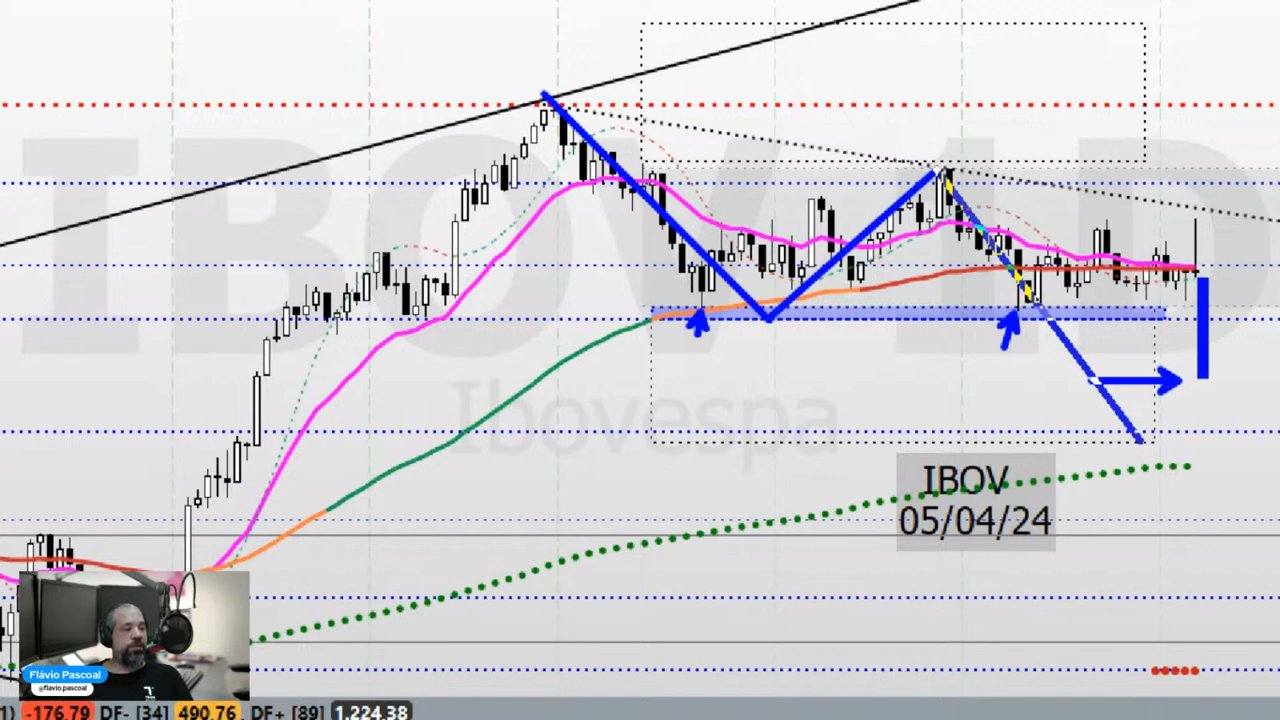 IBOV 1D
Ibovespa
IBOV
05/04/24
Flávio Pascoal
@flavio.pascoal
1) -176,79 DF- [34] 490,76 DF+ [89] 1.224,38